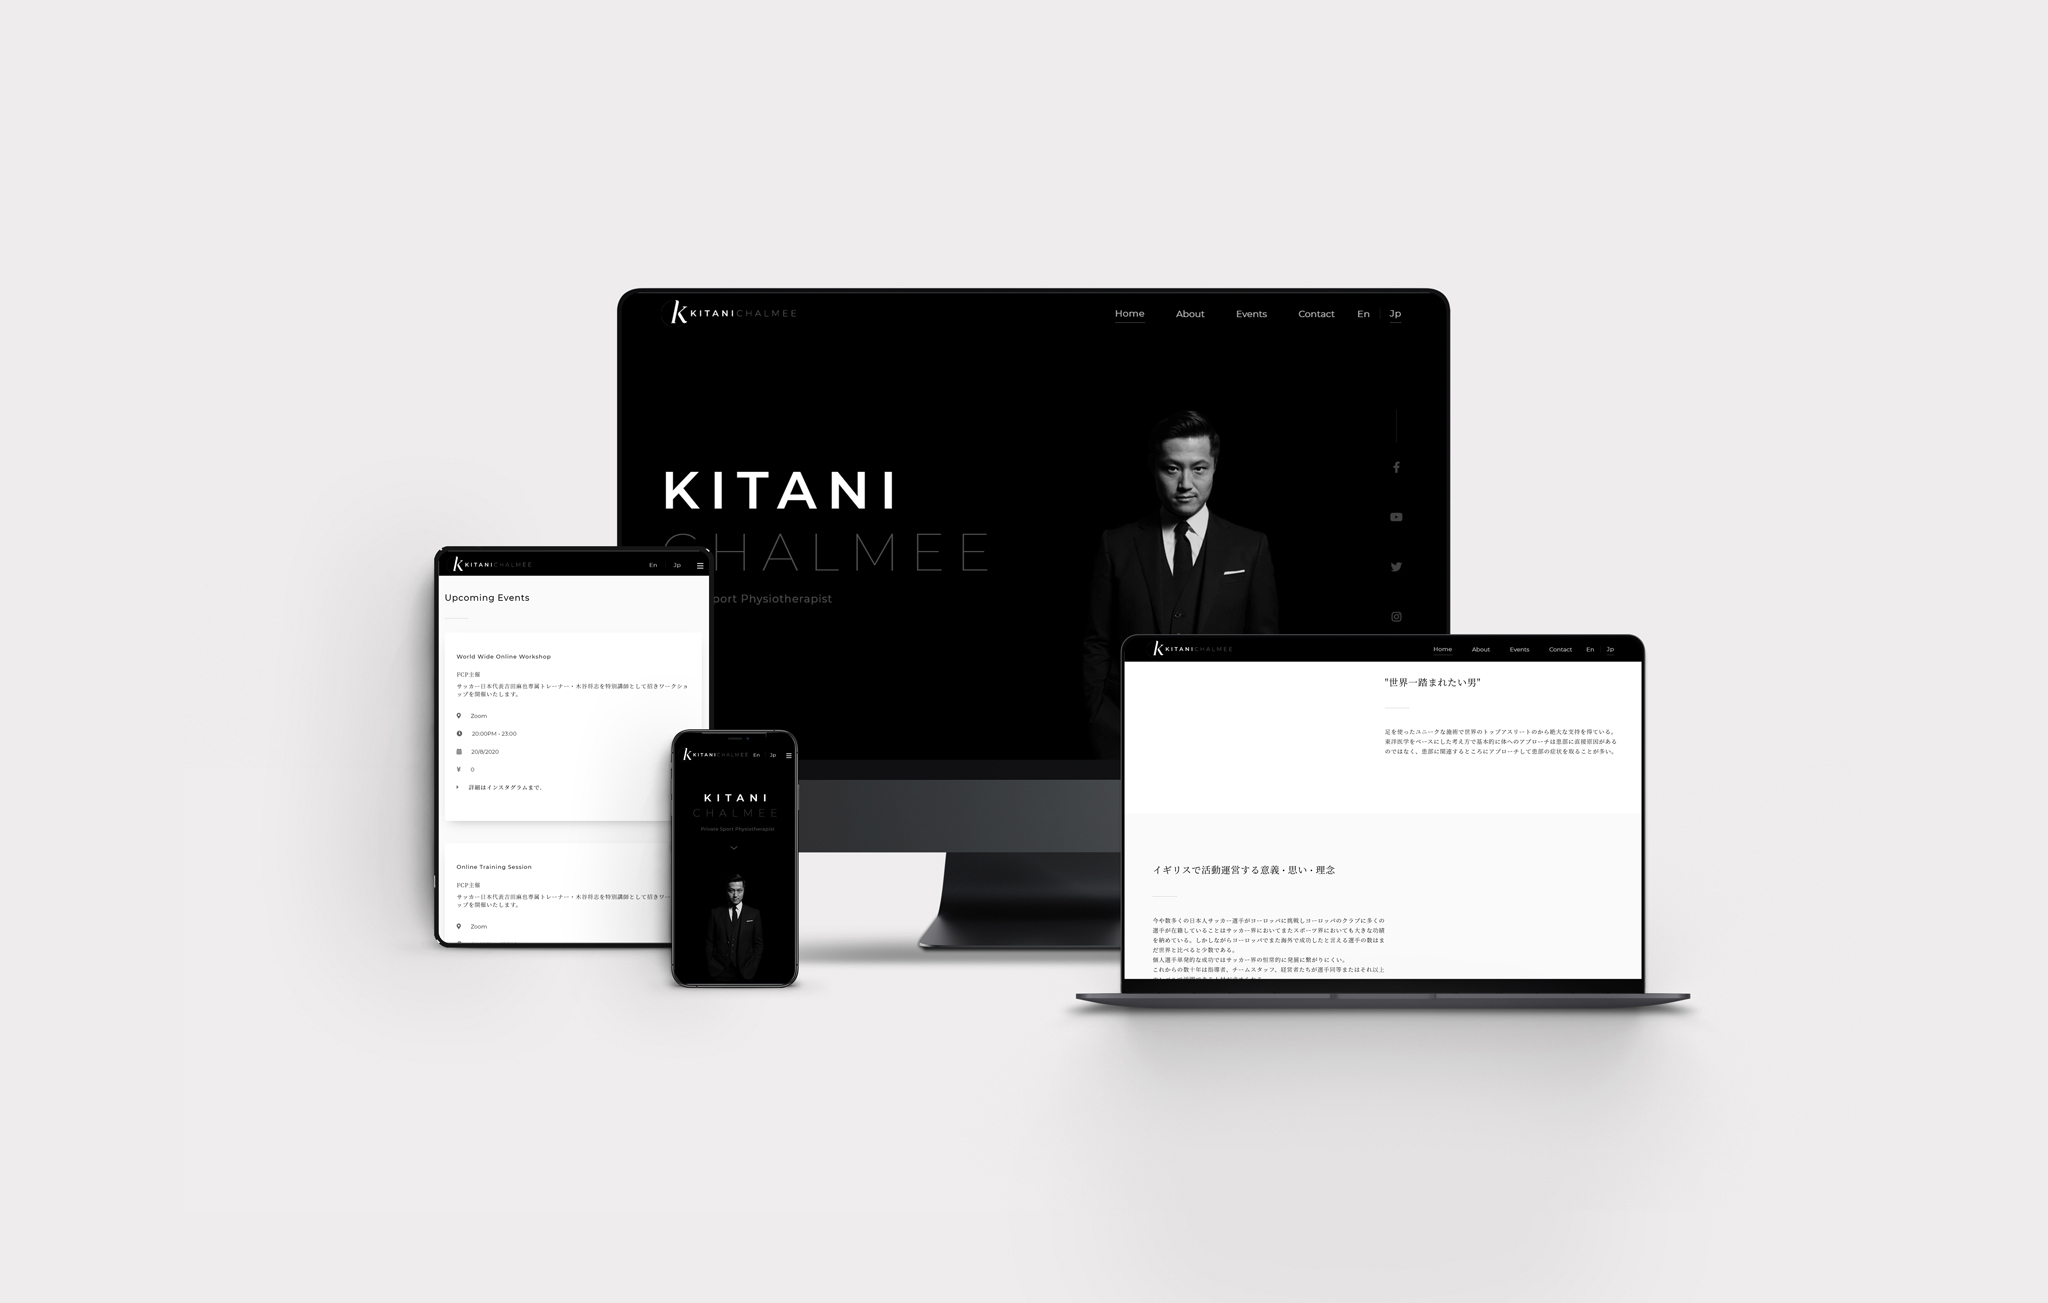 KITANICHALMEE
Home About Events Contact En Jp
KITANI
CHALMEE
port Physiotherapist
KITANICHALMEE En Jp
Upcoming Events
World Wide Online Workshop
FCP主催
サッカー日本代表吉田麻也専属トレーナー・木谷将志を特別講師として招きワークショ
ップを開催いたします。
Zoom
20:00PM - 23:00
20/8/2020
¥ 0
詳細はインスタグラムまで。
Online Training Session
FCP主催
サッカー日本代表吉田麻也専属トレーナー・木谷将志を特別講師として招きワー
ップを開催いたします。
Zoom
KITANICHALMEE En Jp
KITANI
CHALMEE
Private Sport Physiotherapist
KITANICHALMEE
Home About Events Contact En Jp
"世界一踏まれたい男"
足を使ったユニークな施術で世界のトップアスリートのから絶大な支持を得ている。
東洋医学をベースにした考え方で基本的に体へのアプローチは患部に直接原因がある
のではなく、患部に関連するところにアプローチして患部の症状を取ることが多い。
イギリスで活動運営する意義・思い・理念
今や数多くの日本人サッカー選手がヨーロッパに挑戦しヨーロッパのクラブに多くの
選手が在籍していることはサッカー界においてまたスポーツ界においても大きな功績
を納めている。しかしながらヨーロッパでまた海外で成功したと言える選手の数はま
だ世界と比べると少数である。
個人選手単発的な成功ではサッカー界の恒常的に発展に繋がりにくい。
これからの数十年は指導者、チームスタッフ、経営者たちが選手同等またはそれ以上